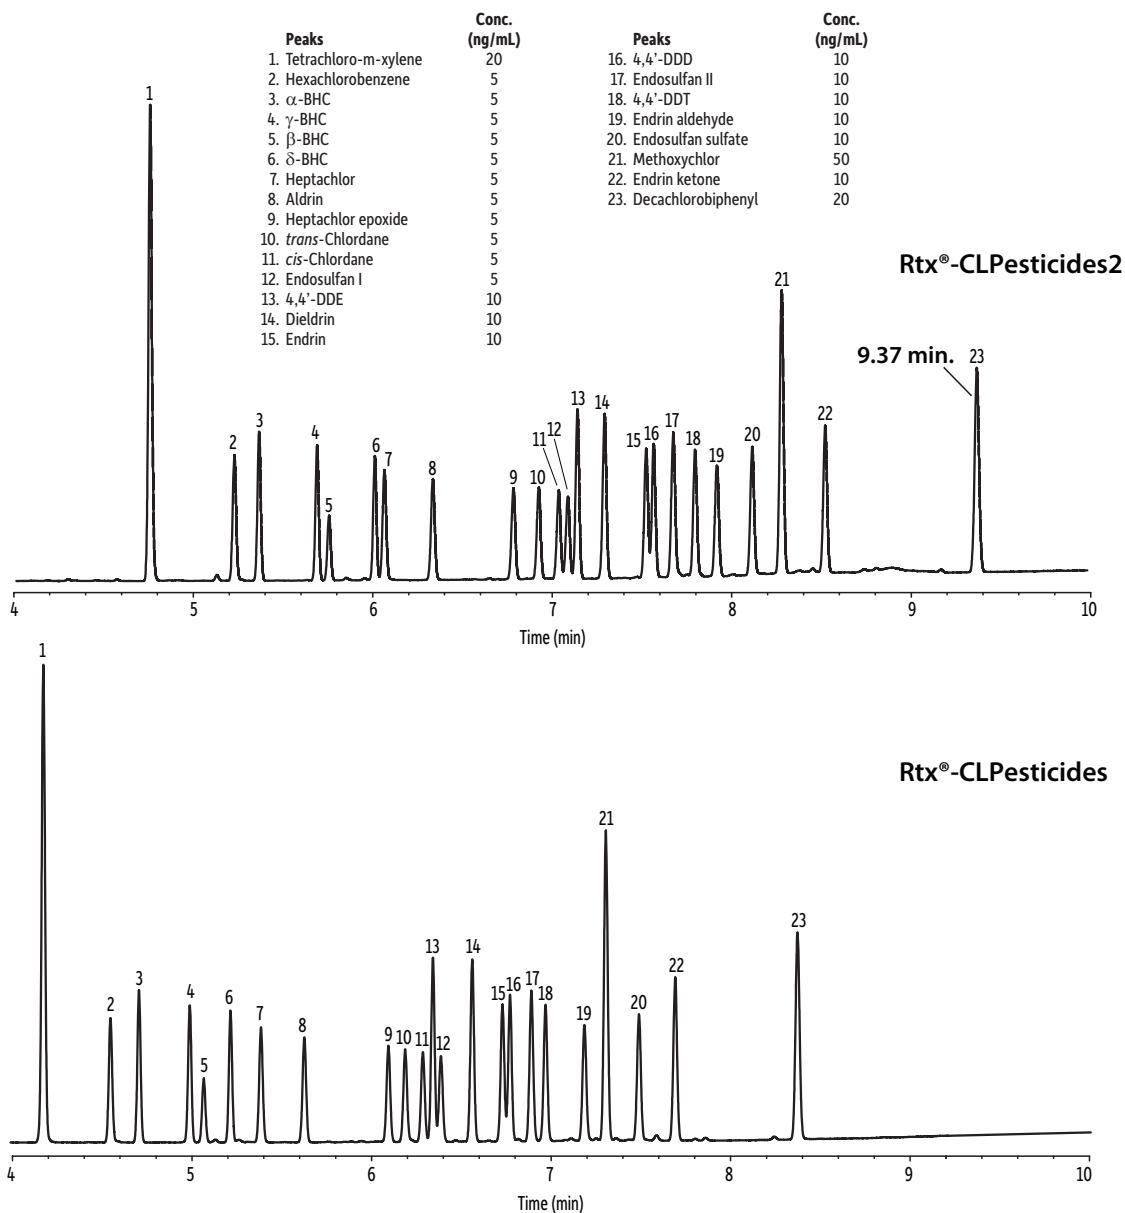 Peaks Conc. (ng/mL)
1. Tetrachloro-m-xylene 20
2. Hexachlorobenzene 5
3. α-BHC 5
4. γ-BHC 5
5. β-BHC 5
6. δ-BHC 5
7. Heptachlor 5
8. Aldrin 5
9. Heptachlor epoxide 5
10. trans-Chlordane 5
11. cis-Chlordane 5
12. Endosulfan I 5
13. 4,4'-DDE 10
14. Dieldrin 10
15. Endrin 10
Peaks Conc. (ng/mL)
16. 4,4'-DDD 10
17. Endosulfan II 10
18. 4,4'-DDT 10
19. Endrin aldehyde 10
20. Endosulfan sulfate 10
21. Methoxychlor 50
22. Endrin ketone 10
23. Decachlorobiphenyl 20
Rtx®-CLPesticides2
9.37 min.
1 2 3 4 5 6 7 8 9 10 11 12 13 14 15 16 17 18 19 20 21 22 23
4 5 6 7 8 9 10
Time (min)
Rtx®-CLPesticides
1 2 3 4 5 6 7 8 9 10 11 13 12 14 15 16 17 18 19 21 20 22 23
4 5 6 7 8 9 10
Time (min)